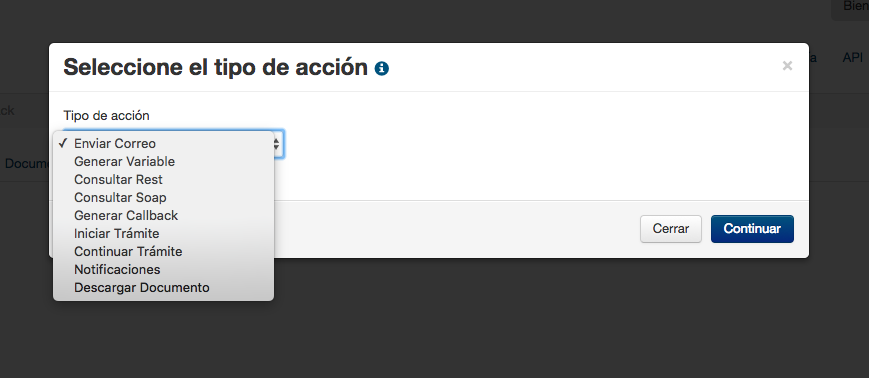 Bien
Seleccione el tipo de acción
×
a
API
ck
Tipo de acción
Docume
✓ Enviar Correo
Generar Variable
Consultar Rest
Consultar Soap
Generar Callback
Iniciar Trámite
Continuar Trámite
Notificaciones
Descargar Documento
Cerrar
Continuar